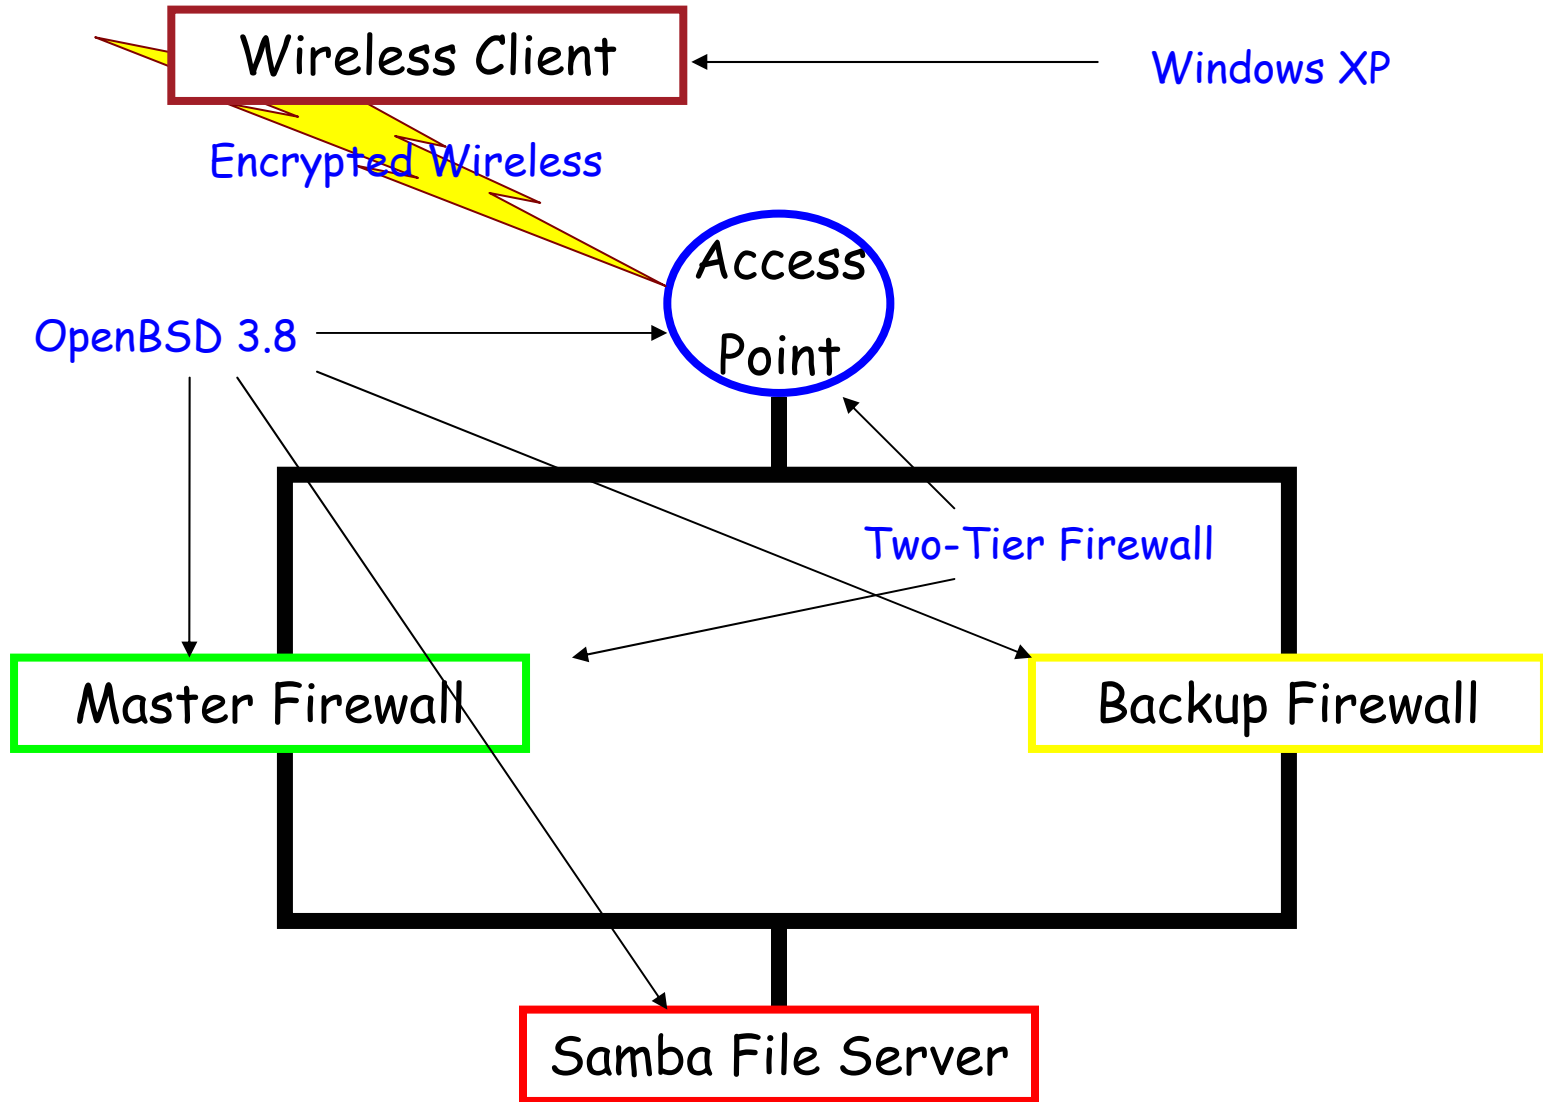 Wireless Client
Windows XP
Encrypted Wireless
Access
Point
OpenBSD 3.8
Two-Tier Firewall
Master Firewall
Backup Firewall
Samba File Server